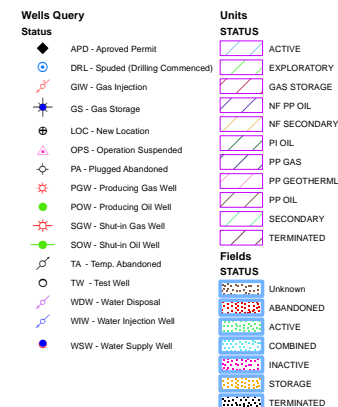 Wells Query
Status
APD - Aproved Permit
DRL - Spuded (Drilling Commenced)
GIW - Gas Injection
GS - Gas Storage
LOC - New Location
OPS - Operation Suspended
PA - Plugged Abandoned
PGW - Producing Gas Well
POW - Producing Oil Well
SGW - Shut-in Gas Well
SOW - Shut-in Oil Well
TA - Temp. Abandoned
TW - Test Well
WDW - Water Disposal
WIW - Water Injection Well
WSW - Water Supply Well
Units
STATUS
ACTIVE
EXPLORATORY
GAS STORAGE
NF PP OIL
NF SECONDARY
PI OIL
PP GAS
PP GEOTHERML
PP OIL
SECONDARY
TERMINATED
Fields
STATUS
Unknown
ABANDONED
ACTIVE
COMBINED
INACTIVE
STORAGE
TERMINATED